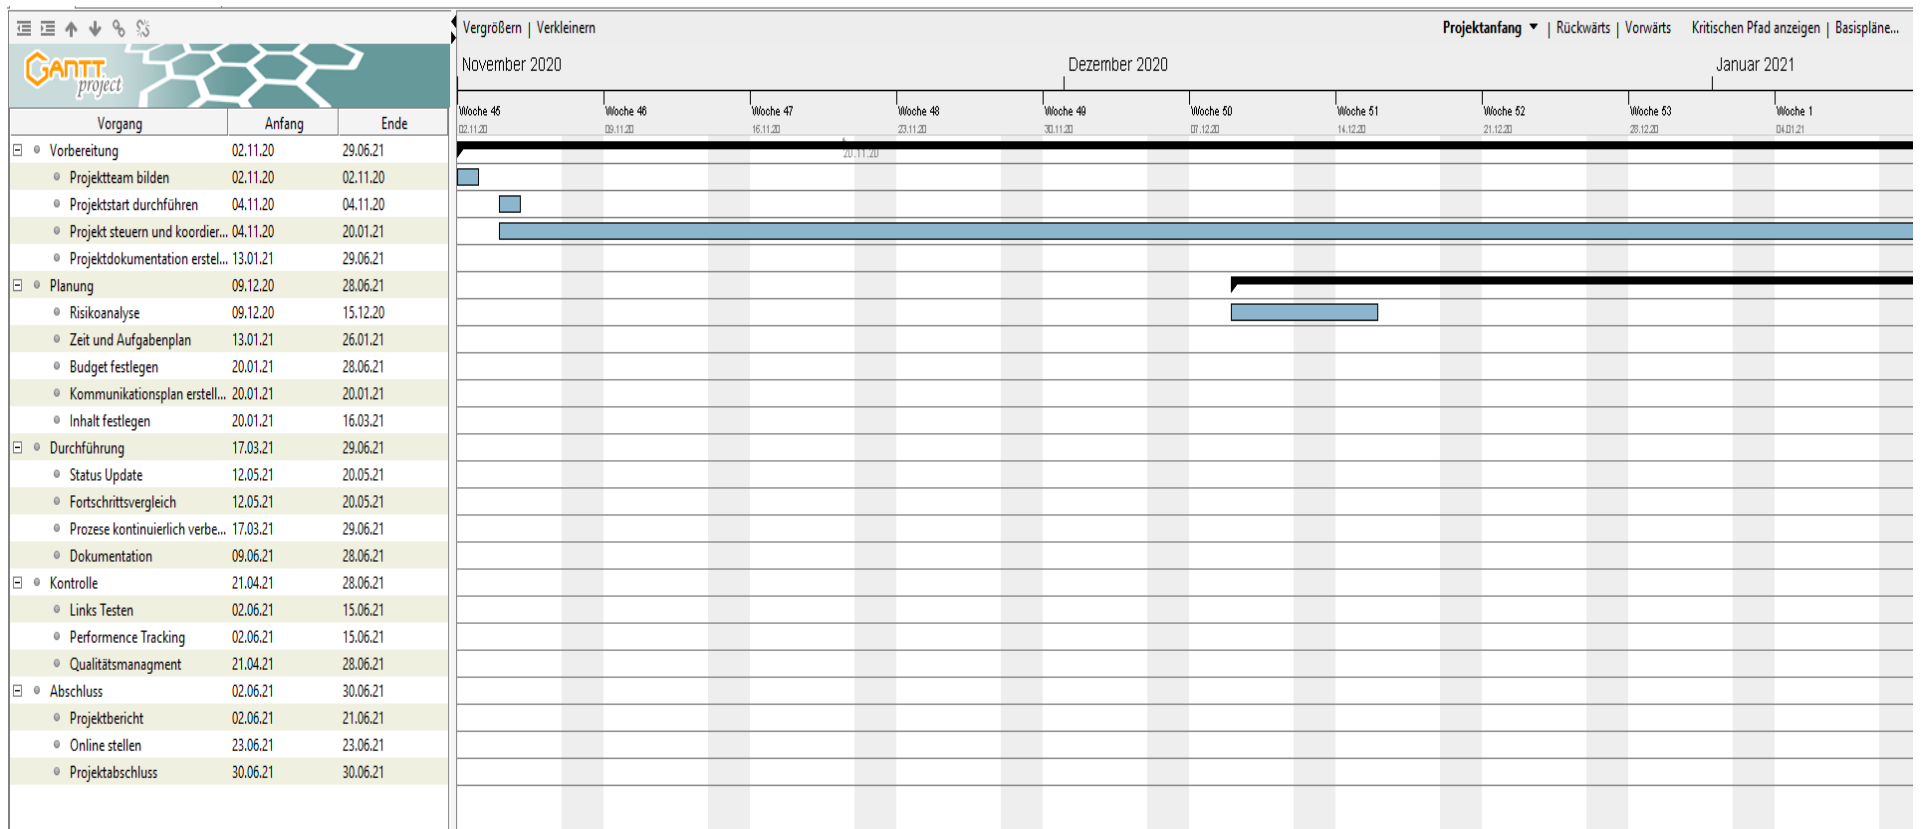 Vergrößern | Verkleinern
Projektanfang ▼ | Rückwärts | Vorwärts Kritischen Pfad anzeigen | Basispläne...
GANTT project
November 2020 Dezember 2020 Januar 2021
Woche 45 Woche 46 Woche 47 Woche 48 Woche 49 Woche 50 Woche 51 Woche 52 Woche 53 Woche 1
02.11.20 09.11.20 16.11.20 23.11.20 30.11.20 07.12.20 14.12.20 21.12.20 28.12.20 04.01.21
20.11.20
Vorgang Anfang Ende
Vorbereitung 02.11.20 29.06.21
Projektteam bilden 02.11.20 02.11.20
Projektstart durchführen 04.11.20 04.11.20
Projekt steuern und koordier... 04.11.20 20.01.21
Projektdokumentation erstel... 13.01.21 29.06.21
Planung 09.12.20 28.06.21
Risikoanalyse 09.12.20 15.12.20
Zeit und Aufgabenplan 13.01.21 26.01.21
Budget festlegen 20.01.21 28.06.21
Kommunikationsplan erstell... 20.01.21 20.01.21
Inhalt festlegen 20.01.21 16.03.21
Durchführung 17.03.21 29.06.21
Status Update 12.05.21 20.05.21
Fortschrittsvergleich 12.05.21 20.05.21
Prozese kontinuierlich verbe... 17.03.21 29.06.21
Dokumentation 09.06.21 28.06.21
Kontrolle 21.04.21 28.06.21
Links Testen 02.06.21 15.06.21
Performence Tracking 02.06.21 15.06.21
Qualitätsmanagment 21.04.21 28.06.21
Abschluss 02.06.21 30.06.21
Projektbericht 02.06.21 21.06.21
Online stellen 23.06.21 23.06.21
Projektabschluss 30.06.21 30.06.21